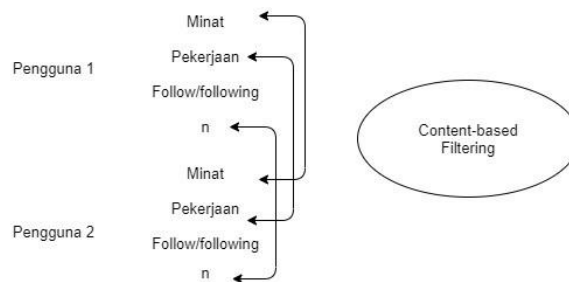 Minat
Pengguna 1
Pekerjaan
Follow/following
n
Content-based
Filtering
Minat
Pekerjaan
Pengguna 2
Follow/following
n